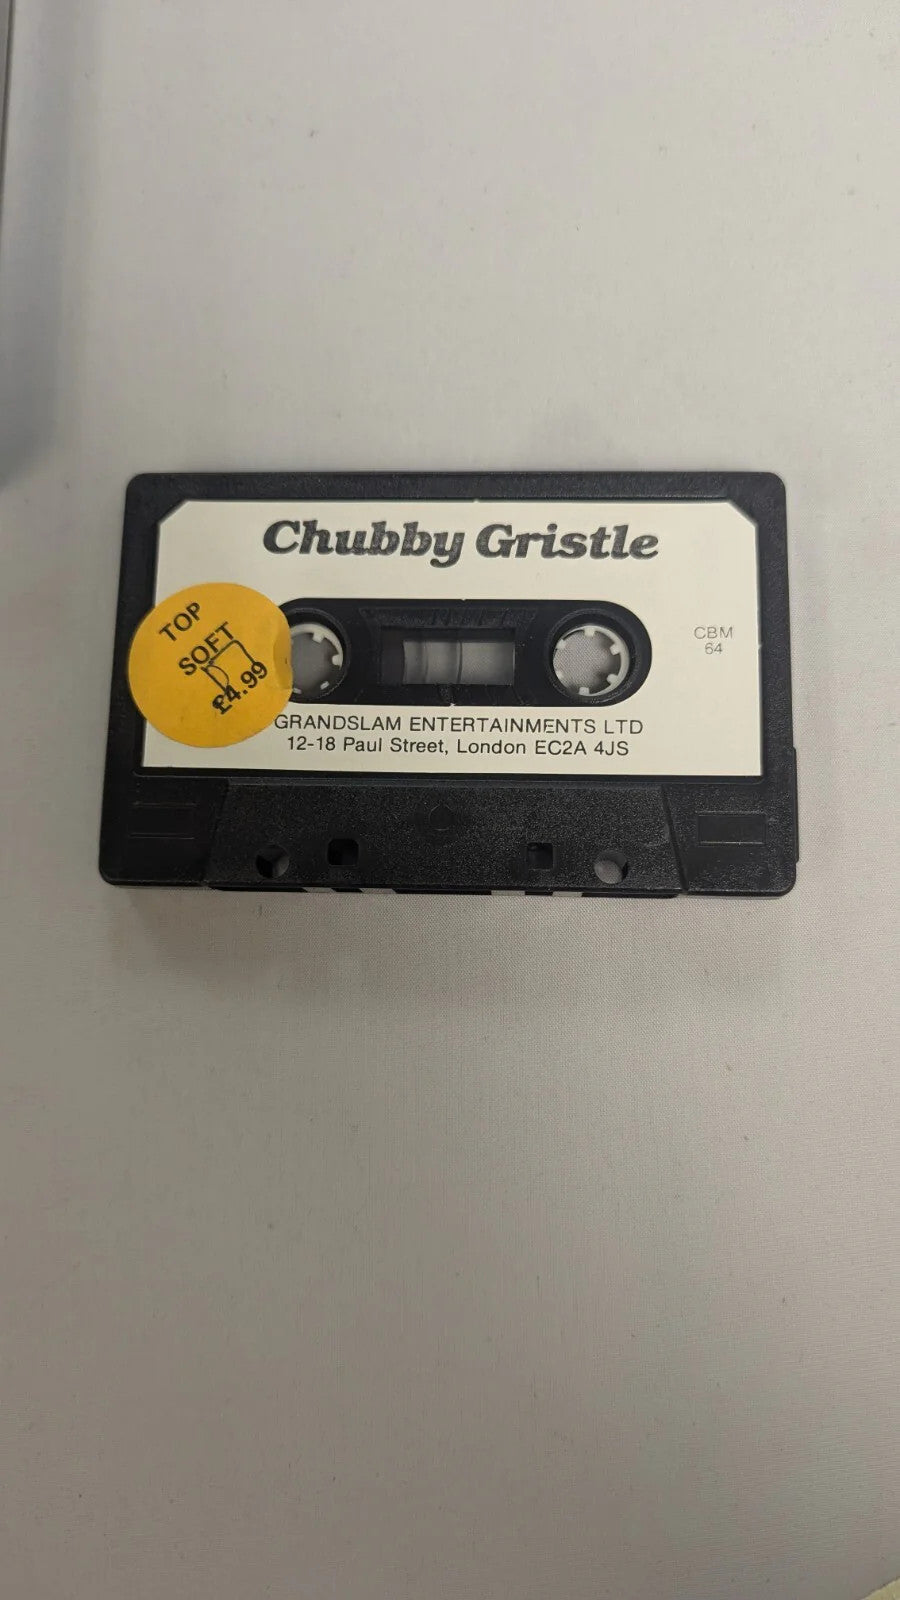 Chubby Gristle
TOP
SOFT
£4.99
CBM
64
GRANDSLAM ENTERTAINMENTS LTD
12-18 Paul Street, London EC2A 4JS